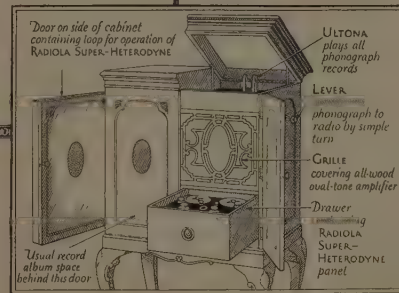 Door on side of cabinet
containing loop for operation of
RADIOLA SUPER-HETERODYNE
ULTONA
plays all
phonograph
records
LEVER
phonograph to
radio by simple
turn
GRILLE
covering all-wood
oval-tone amplifier
Drawer
RADIOLA
SUPER-
HETERODYNE
panel
Usual record
album space
behind this door